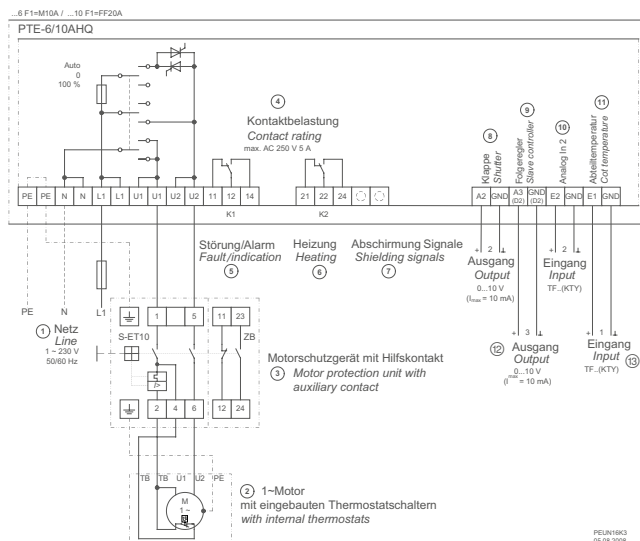 ...6 F1=M10A / ...10 F1=FF20A
PTE-6/10AHQ
Auto
0
100 %
4
Kontaktbelastung
Contact rating
max. AC 250 V 5 A
8
Klappe
Shutter
9
Folgeregler
Slave controller
10
Analog In 2
11
Abteiltemperatur
Cot temperature
PE PE N N L1 L1 U1 U1 U2 U2 11 12 14
21 22 24
A2 GND A3 (D2) GND (D2) E2 GND E1 GND
K1
K2
Störung/Alarm
Fault/indication
5
Heizung
Heating
6
Abschirmung Signale
Shielding signals
7
+ 2 ⊥
Ausgang
Output
0...10 V
(Imax = 10 mA)
+ 2 ⊥
Eingang
Input
TF..(KTY)
PE N L1
1 Netz
Line
1 ~ 230 V
50/60 Hz
S-ET10
1 5 11 23
ZB
I>
2 4 6 12 24
Motorschutzgerät mit Hilfskontakt
3 Motor protection unit with
auxiliary contact
+ 3 ⊥
12 Ausgang
Output
0...10 V
(Imax = 10 mA)
+ 1 ⊥
Eingang
Input 13
TF..(KTY)
TB TB U1 U2 PE
M
1 ~
2 1~Motor
mit eingebauten Thermostatschaltern
with internal thermostats
PEUN16K3
05.08.2008